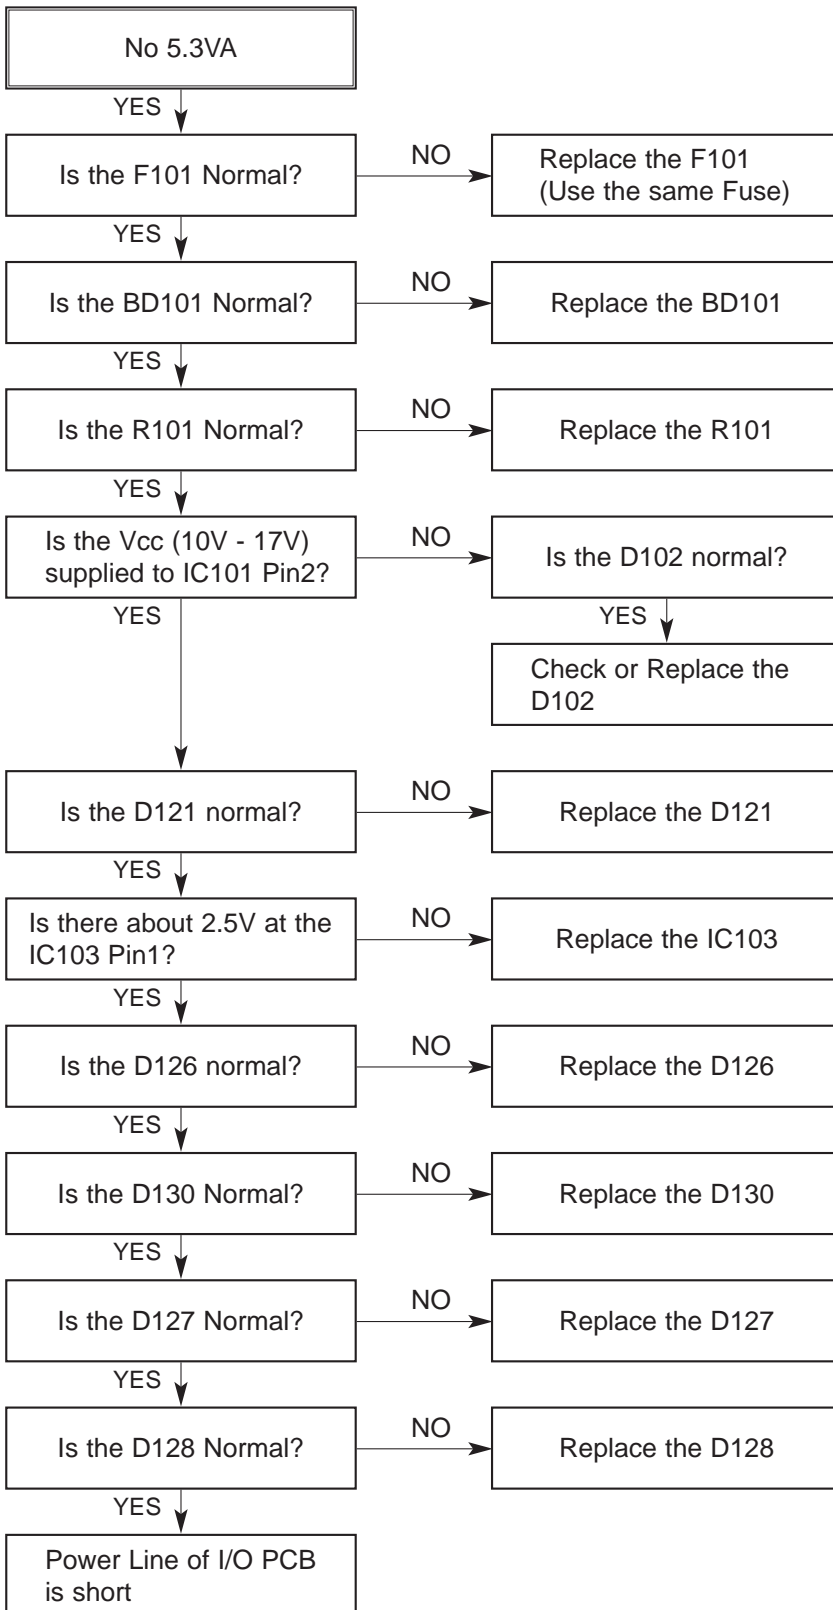 No 5.3VA
YES
Is the F101 Normal?
NO
Replace the F101
(Use the same Fuse)
YES
Is the BD101 Normal?
NO
Replace the BD101
YES
Is the R101 Normal?
NO
Replace the R101
YES
Is the Vcc (10V - 17V)
supplied to IC101 Pin2?
NO
Is the D102 normal?
YES
YES
Check or Replace the
D102
Is the D121 normal?
NO
Replace the D121
YES
Is there about 2.5V at the
IC103 Pin1?
NO
Replace the IC103
YES
Is the D126 normal?
NO
Replace the D126
YES
Is the D130 Normal?
NO
Replace the D130
YES
Is the D127 Normal?
NO
Replace the D127
YES
Is the D128 Normal?
NO
Replace the D128
YES
Power Line of I/O PCB
is short